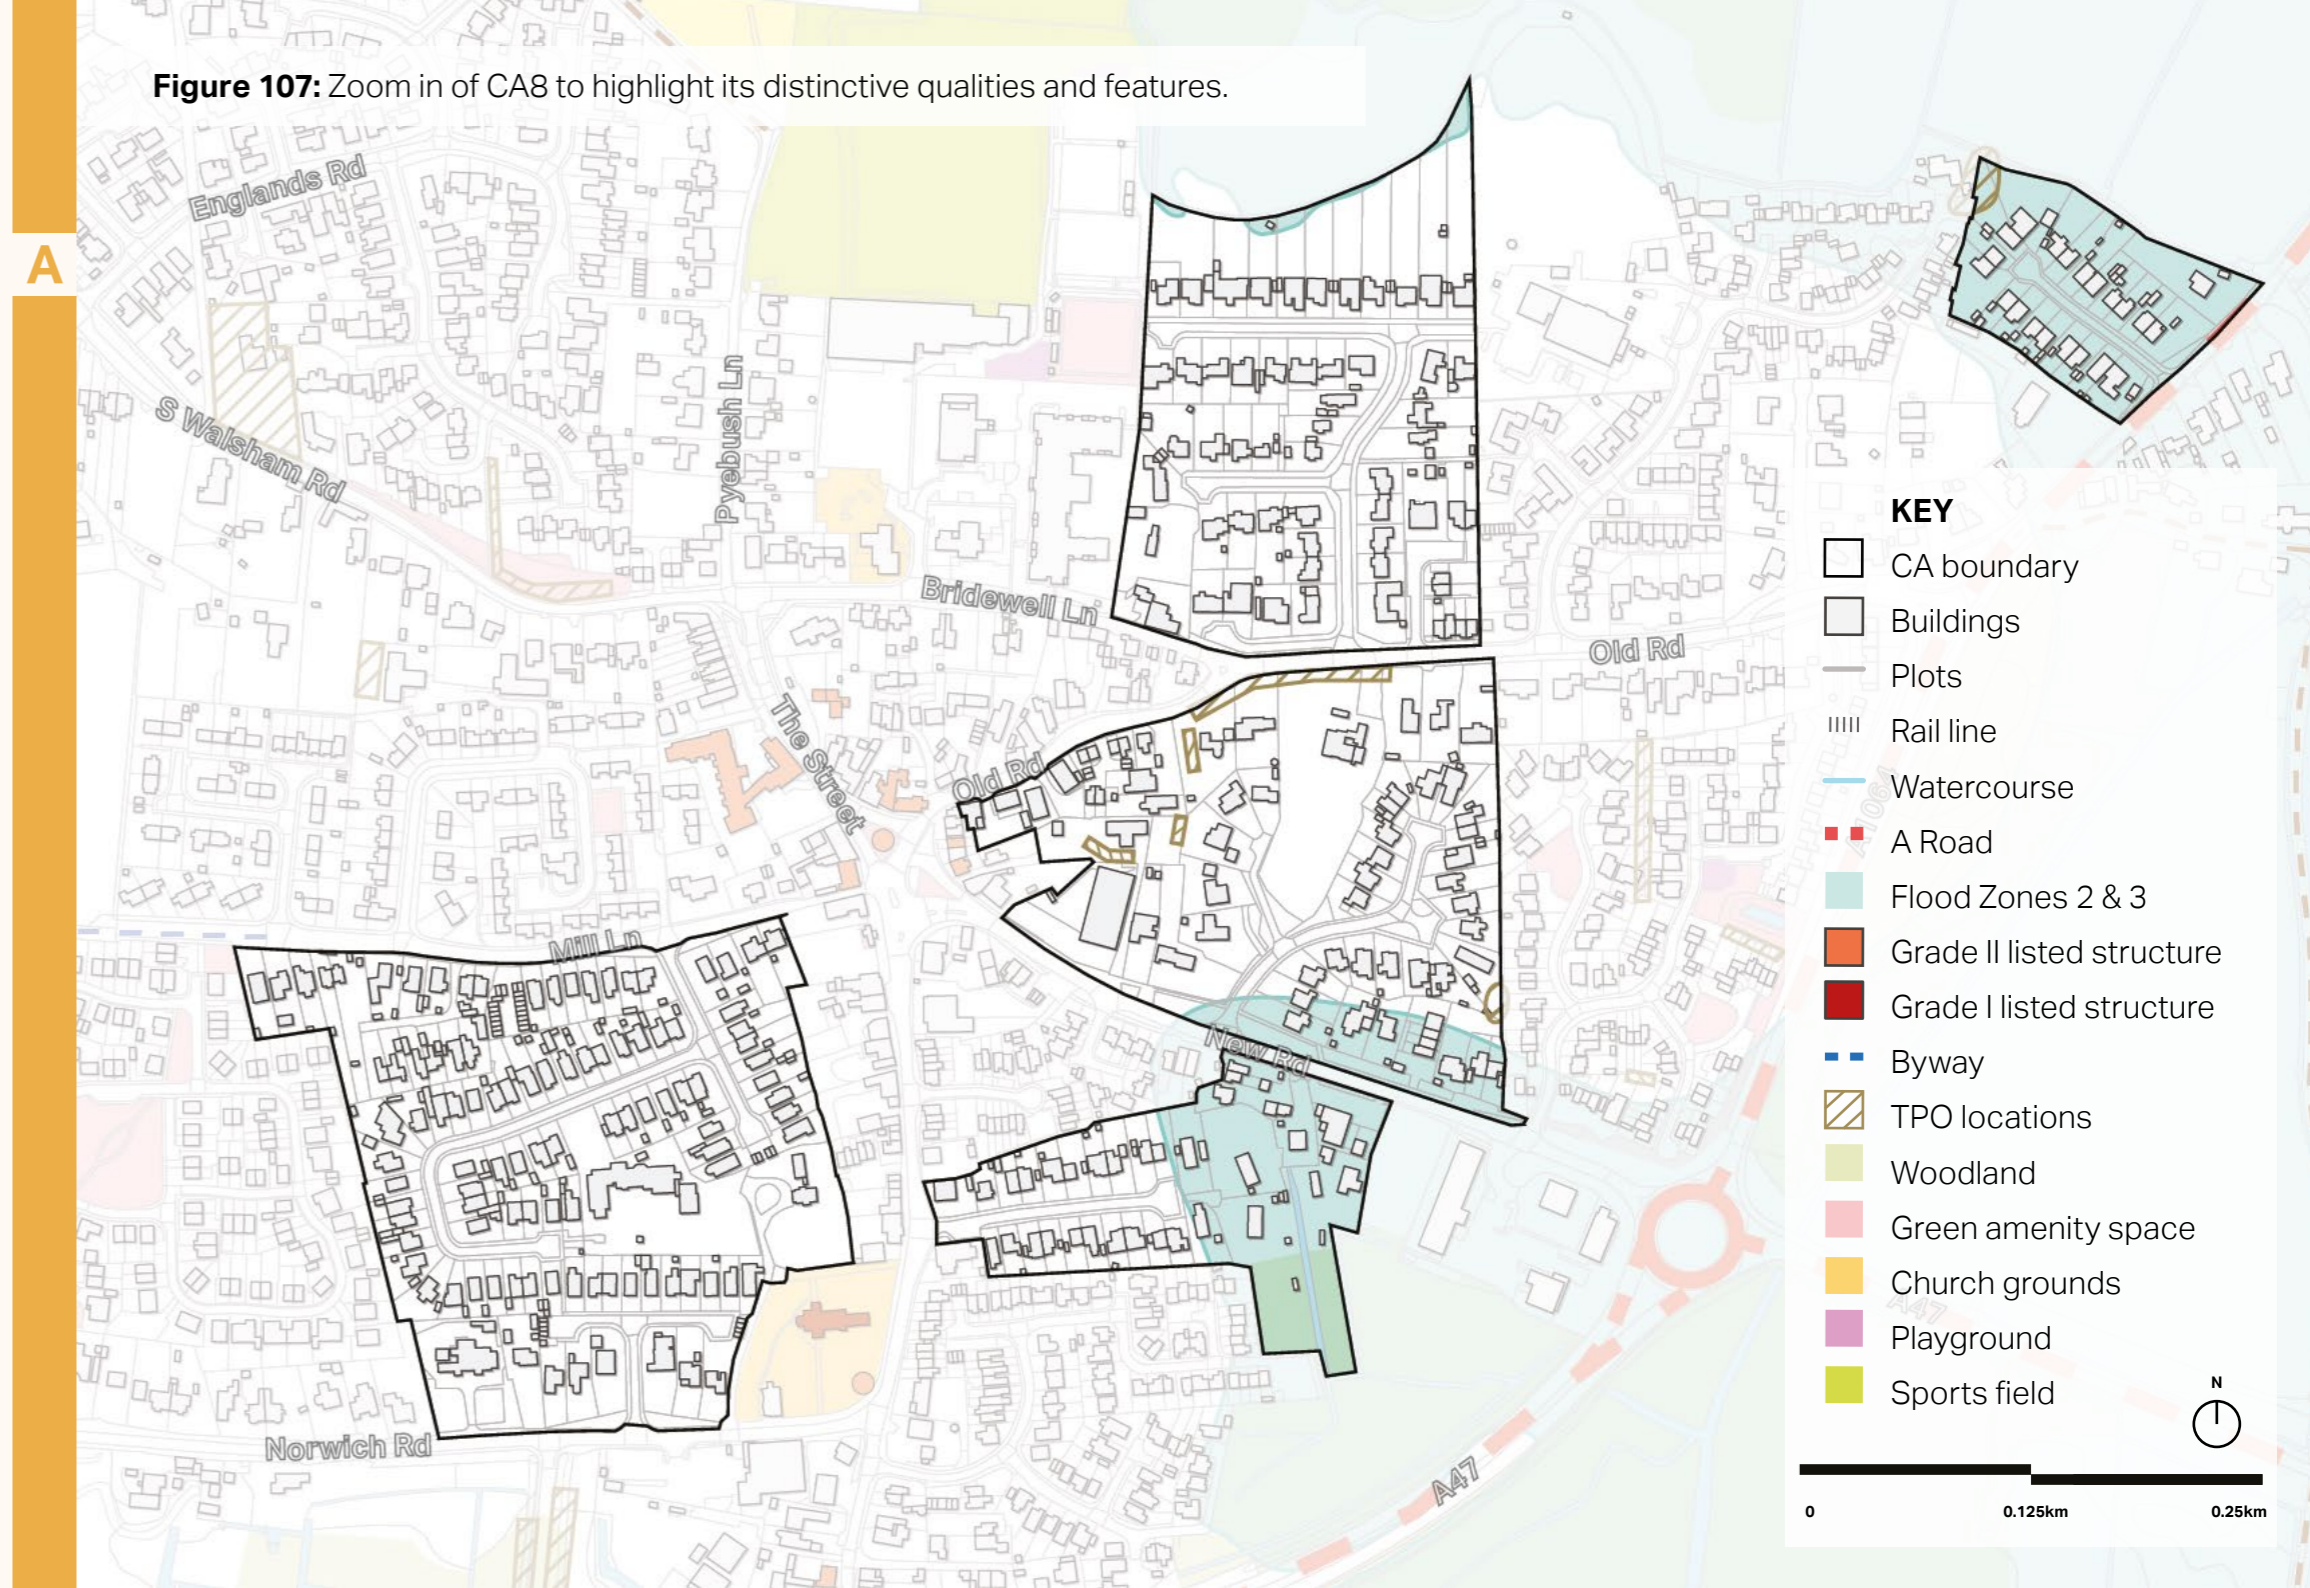 Figure 107: Zoom in of CA8 to highlight its distinctive qualities and features.
A
Englands Rd
S Walsham Rd
Pyebush Ln
Bridewell Ln
Old Rd
The Street
Old Rd
Mill Ln
New Rd
Norwich Rd
A47
A1064
A47
KEY
CA boundary
Buildings
Plots
Rail line
Watercourse
A Road
Flood Zones 2 & 3
Grade II listed structure
Grade I listed structure
Byway
TPO locations
Woodland
Green amenity space
Church grounds
Playground
Sports field
N
0 0.125km 0.25km